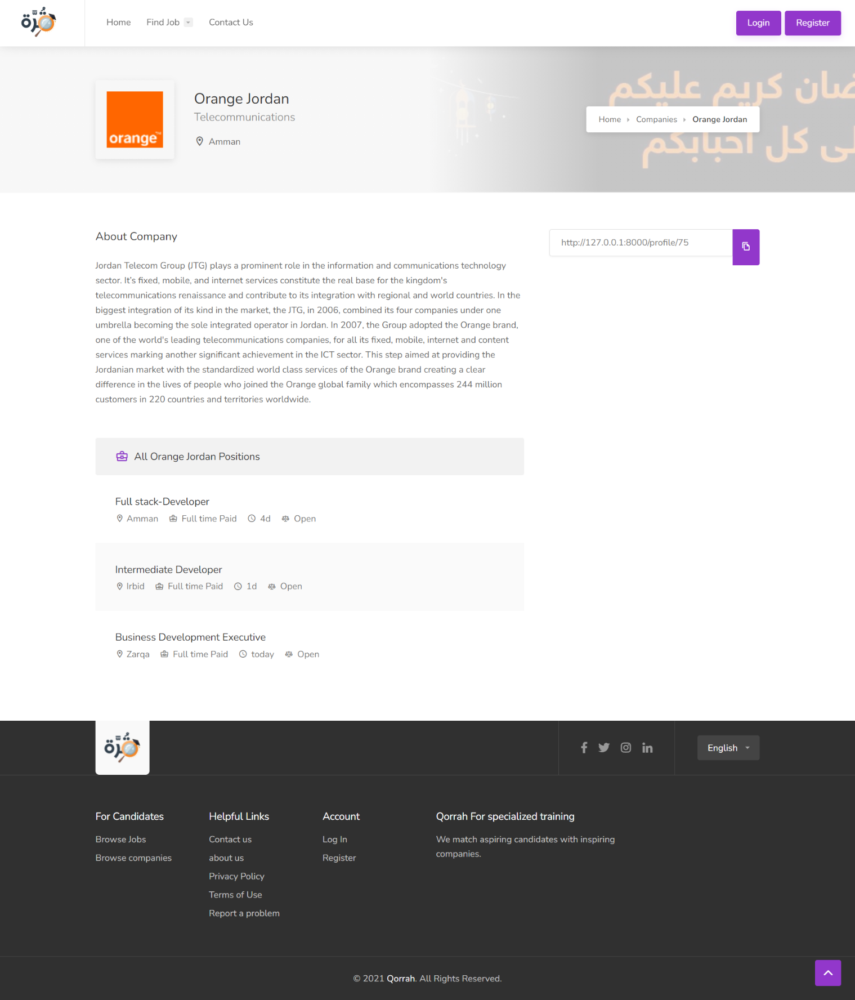 قُرّة
Home
Find Job
Contact Us
Login
Register
orange™
Orange Jordan
Telecommunications
Amman
كريم عليكم
كل احبابكم
Home
Companies
Orange Jordan
About Company
http://127.0.0.1:8000/profile/75
Jordan Telecom Group (JTG) plays a prominent role in the information and communications technology
sector. It’s fixed, mobile, and internet services constitute the real base for the kingdom's
telecommunications renaissance and contribute to its integration with regional and world countries. In the
biggest integration of its kind in the market, the JTG, in 2006, combined its four companies under one
umbrella becoming the sole integrated operator in Jordan. In 2007, the Group adopted the Orange brand,
one of the world's leading telecommunications companies, for all its fixed, mobile, internet and content
services marking another significant achievement in the ICT sector. This step aimed at providing the
Jordanian market with the standardized world class services of the Orange brand creating a clear
difference in the lives of people who joined the Orange global family which encompasses 244 million
customers in 220 countries and territories worldwide.
All Orange Jordan Positions
Full stack-Developer
Amman Full time Paid 4d Open
Intermediate Developer
Irbid Full time Paid 1d Open
Business Development Executive
Zarqa Full time Paid today Open
قُرّة
English
For Candidates
Browse Jobs
Browse companies
Helpful Links
Contact us
about us
Privacy Policy
Terms of Use
Report a problem
Account
Log In
Register
Qorrah For specialized training
We match aspiring candidates with inspiring
companies.
© 2021 Qorrah. All Rights Reserved.